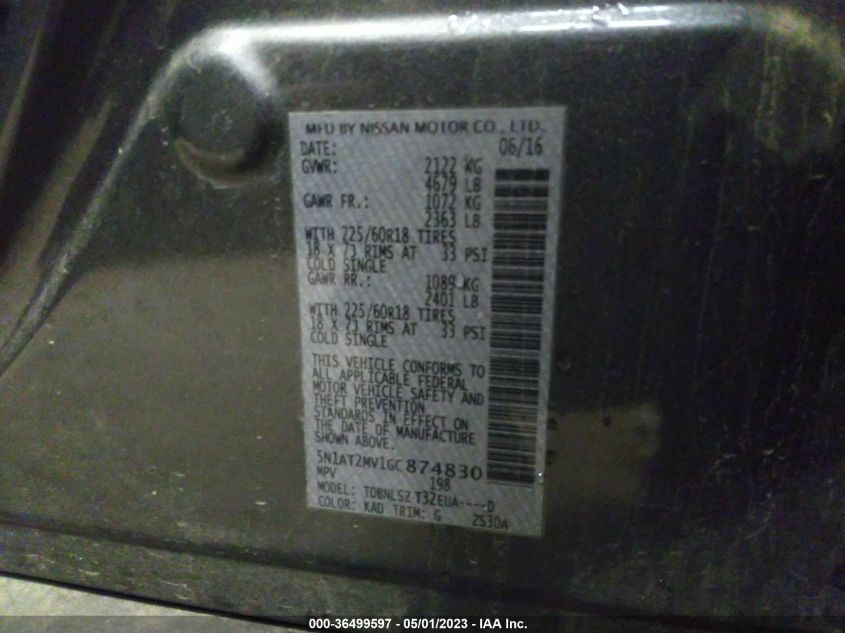 MFD BY NISSAN MOTOR CO., LTD.
DATE: 06/16
GVWR: 2122 KG
4679 LB
GAWR FR.: 1072 KG
2363 LB
WITH 225/60R18 TIRES
18 X 7J RIMS AT 33 PSI
COLD SINGLE
GAWR RR.: 1089 KG
2401 LB
WITH 225/60R18 TIRES
18 X 7J RIMS AT 33 PSI
COLD SINGLE
THIS VEHICLE CONFORMS TO
ALL APPLICABLE FEDERAL
MOTOR VEHICLE SAFETY AND
THEFT PREVENTION
STANDARDS IN EFFECT ON
THE DATE OF MANUFACTURE
SHOWN ABOVE.
5N1AT2MV1GC874830
MPV 198
MODEL: TDBNLSZ T32EUA----D
COLOR: KAD TRIM: G 2S30A
000-36499597 - 05/01/2023 - IAA Inc.